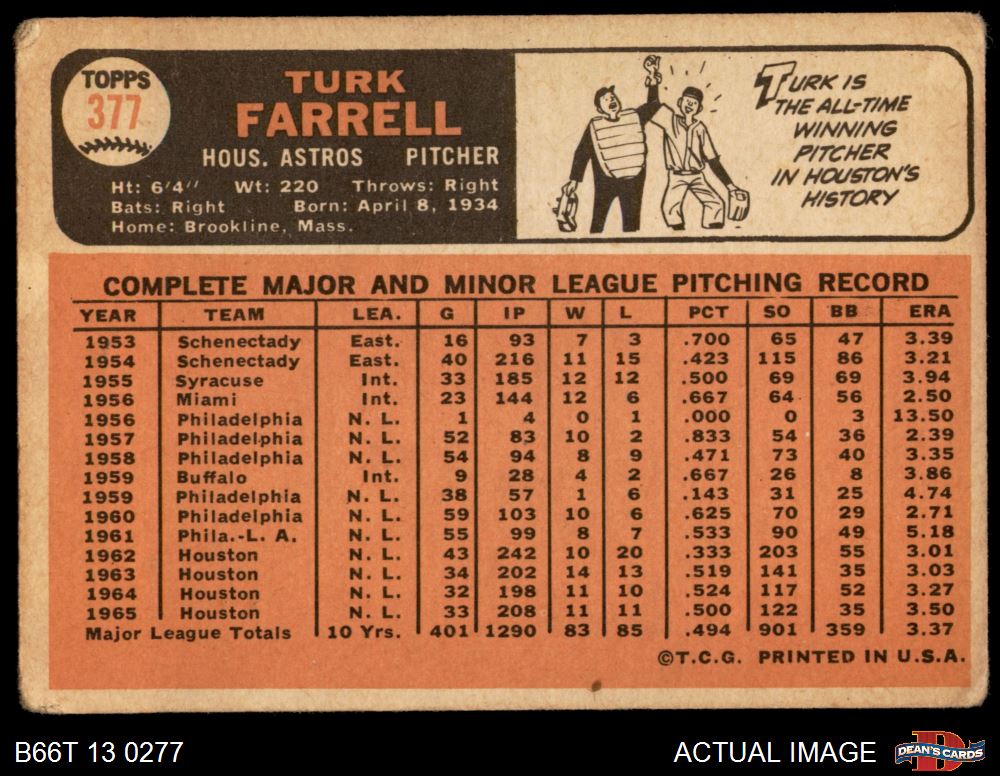 TOPPS
377
TURK
FARRELL
HOUS. ASTROS PITCHER
Ht: 6'4" Wt: 220 Throws: Right
Bats: Right Born: April 8, 1934
Home: Brookline, Mass.
TURK IS
THE ALL-TIME
WINNING
PITCHER
IN HOUSTON'S
HISTORY
COMPLETE MAJOR AND MINOR LEAGUE PITCHING RECORD
YEAR TEAM LEA. G IP W L PCT SO BB ERA
1953 Schenectady East. 16 93 7 3 .700 65 47 3.39
1954 Schenectady East. 40 216 11 15 .423 115 86 3.21
1955 Syracuse Int. 33 185 12 12 .500 69 69 3.94
1956 Miami Int. 23 144 12 6 .667 64 56 2.50
1956 Philadelphia N. L. 1 4 0 1 .000 0 3 13.50
1957 Philadelphia N. L. 52 83 10 2 .833 54 36 2.39
1958 Philadelphia N. L. 54 94 8 9 .471 73 40 3.35
1959 Buffalo Int. 9 28 4 2 .667 26 8 3.86
1959 Philadelphia N. L. 38 57 1 6 .143 31 25 4.74
1960 Philadelphia N. L. 59 103 10 6 .625 70 29 2.71
1961 Phila.-L. A. N. L. 55 99 8 7 .533 90 49 5.18
1962 Houston N. L. 43 242 10 20 .333 203 55 3.01
1963 Houston N. L. 34 202 14 13 .519 141 35 3.03
1964 Houston N. L. 32 198 11 10 .524 117 52 3.27
1965 Houston N. L. 33 208 11 11 .500 122 35 3.50
Major League Totals 10 Yrs. 401 1290 83 85 .494 901 359 3.37
©T.C.G. PRINTED IN U.S.A.
B66T 13 0277 ACTUAL IMAGE DEAN'S CARDS